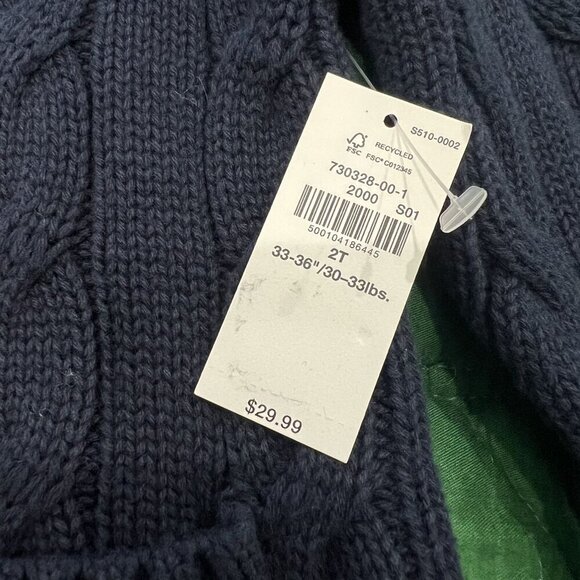 S510-0002
RECYCLED
FSC FSC® C012345
730328-00-1
2000 S01
500104186445
2T
33-36"/30–33lbs.
$29.99